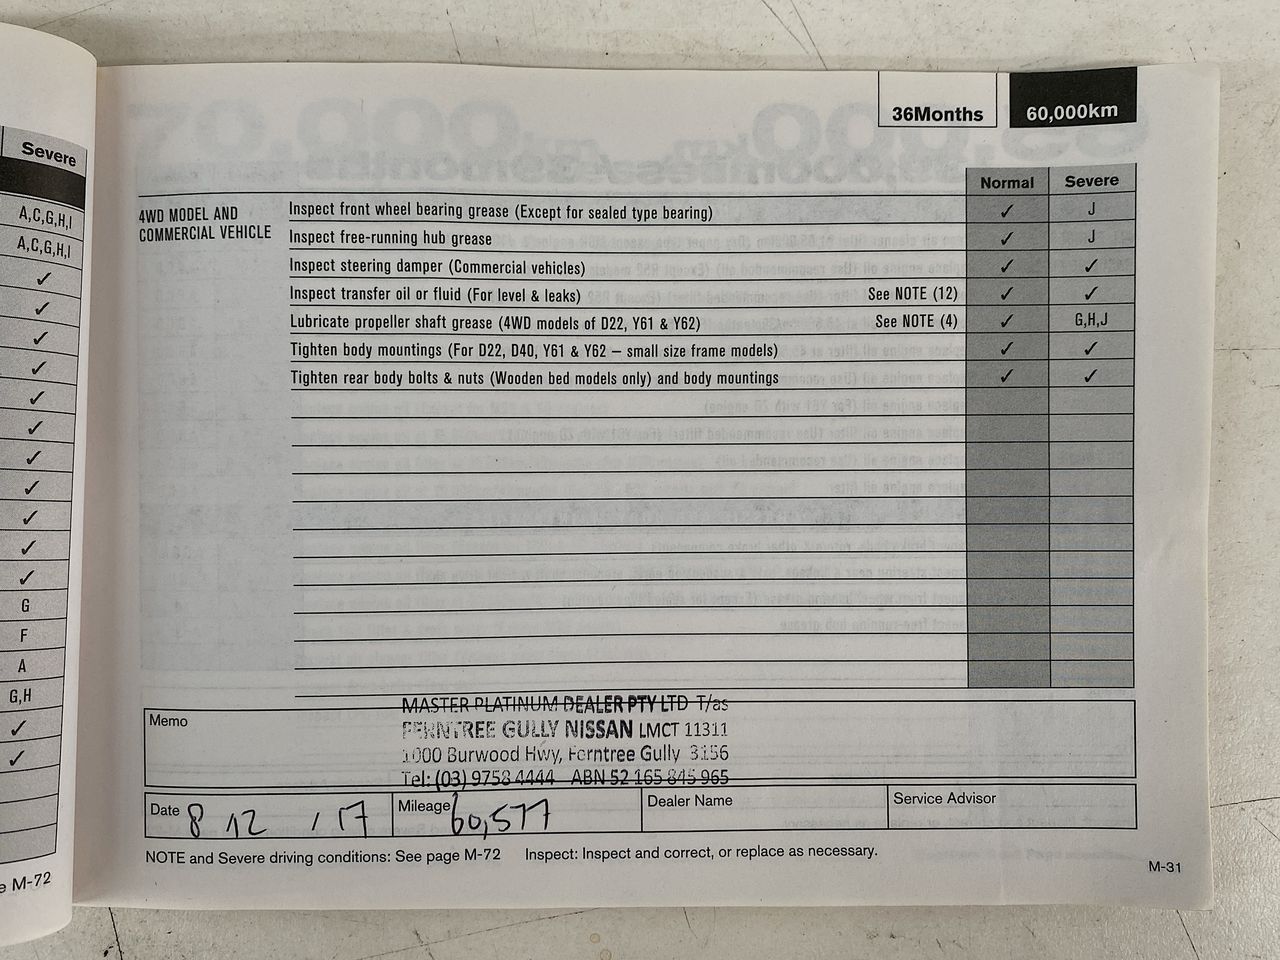 Severe
A,C,G,H,I
A,C,G,H,I
✓
✓
✓
✓
✓
✓
✓
✓
✓
✓
✓
G
F
A
G,H
✓
✓
e M-72
36Months 60,000km
Normal Severe
4WD MODEL AND COMMERCIAL VEHICLE
Inspect front wheel bearing grease (Except for sealed type bearing) ✓ J
Inspect free-running hub grease ✓ J
Inspect steering damper (Commercial vehicles) ✓ ✓
Inspect transfer oil or fluid (For level & leaks) See NOTE (12) ✓ ✓
Lubricate propeller shaft grease (4WD models of D22, Y61 & Y62) See NOTE (4) ✓ G,H,J
Tighten body mountings (For D22, D40, Y61 & Y62 – small size frame models) ✓ ✓
Tighten rear body bolts & nuts (Wooden bed models only) and body mountings ✓ ✓
Memo
MASTER PLATINUM DEALER PTY LTD T/as
FERNTREE GULLY NISSAN LMCT 11311
1000 Burwood Hwy, Ferntree Gully 3156
Tel: (03) 9758 4444 ABN 52 165 845 965
Date 8 12 / 17 Mileage 60,577 Dealer Name Service Advisor
NOTE and Severe driving conditions: See page M-72 Inspect: Inspect and correct, or replace as necessary.
M-31